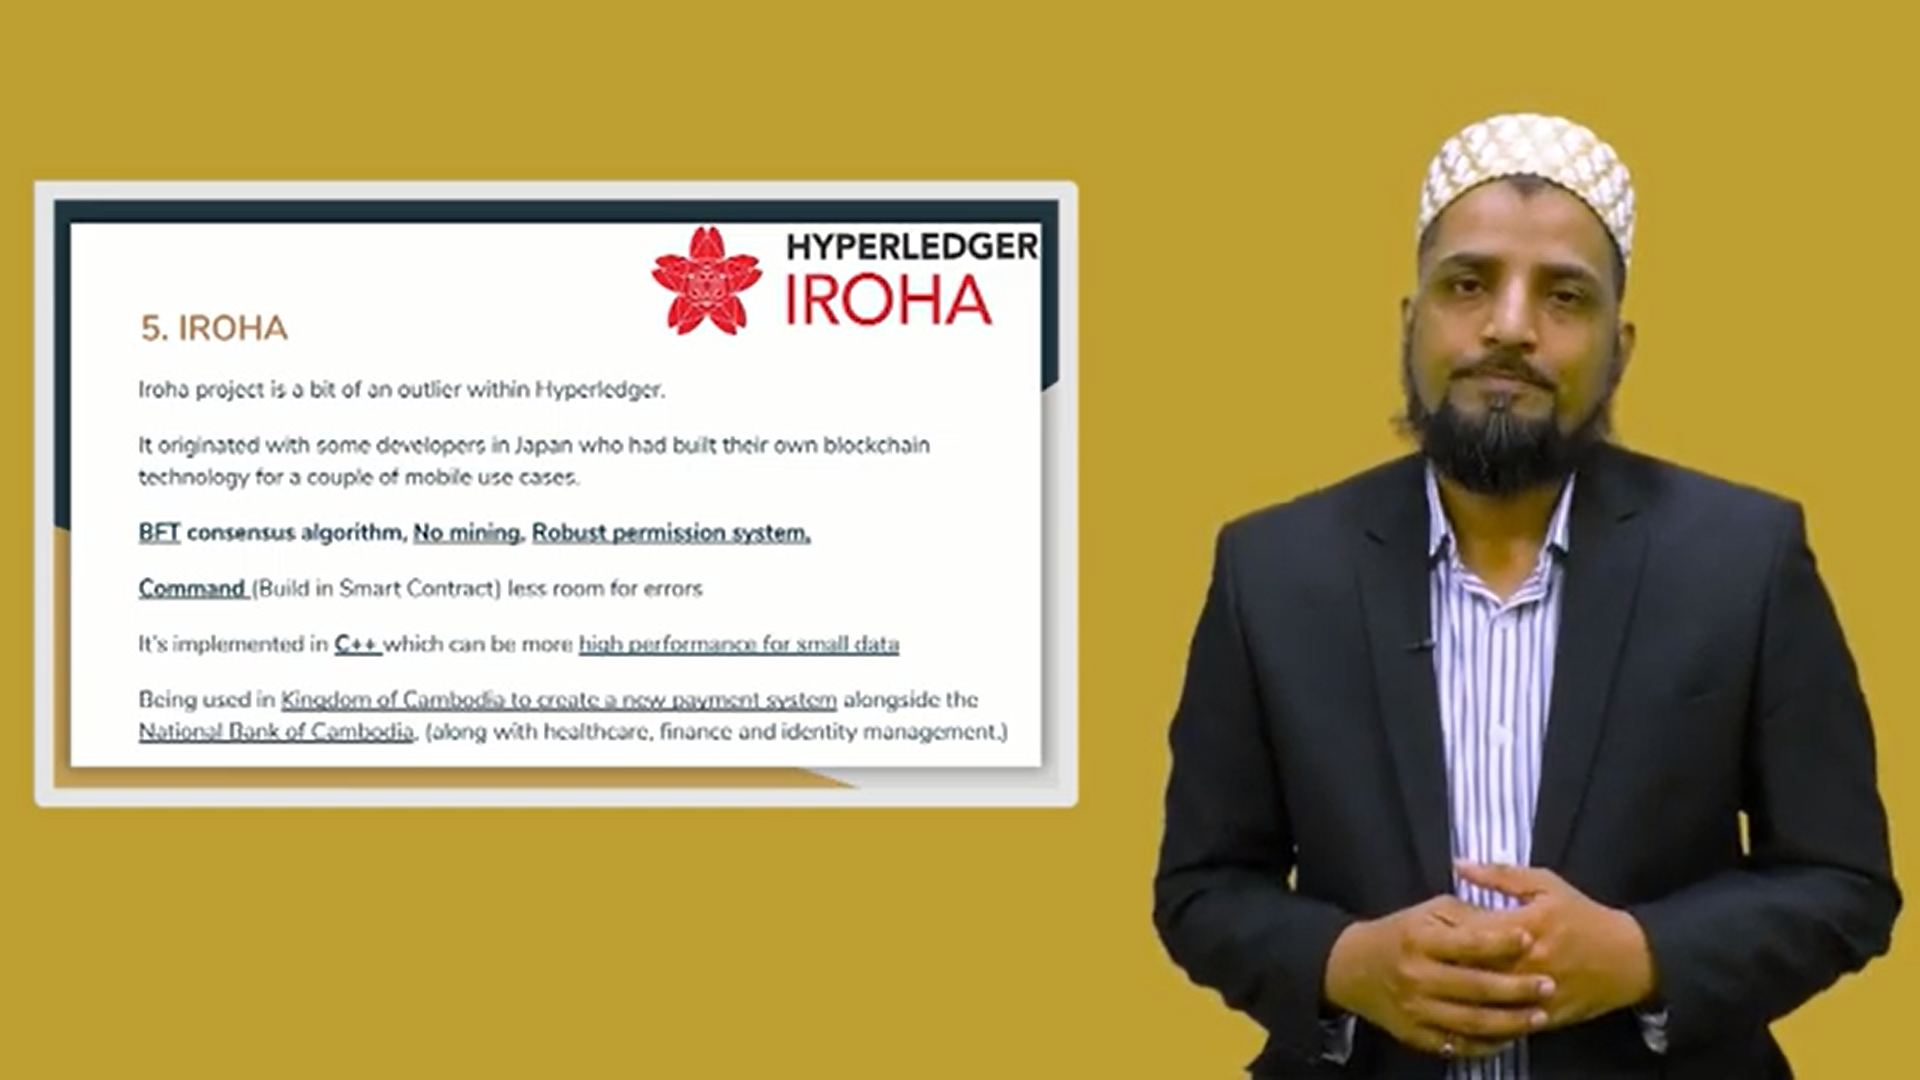 HYPERLEDGER
IROHA
5. IROHA
Iroha project is a bit of an outlier within Hyperledger.
It originated with some developers in Japan who had built their own blockchain
technology for a couple of mobile use cases.
BFT consensus algorithm, No mining, Robust permission system,
Command (Build in Smart Contract) less room for errors
It's implemented in C++ which can be more high performance for small data
Being used in Kingdom of Cambodia to create a new payment system alongside the
National Bank of Cambodia, (along with healthcare, finance and identity management.)